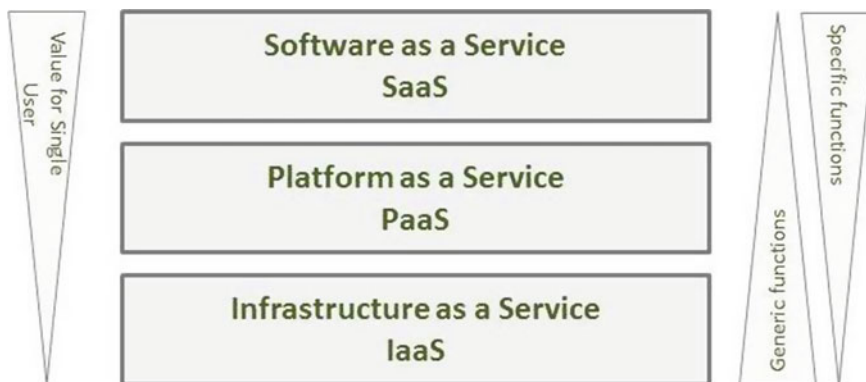 Value for Single
User
Software as a Service
SaaS
Platform as a Service
PaaS
Infrastructure as a Service
IaaS
Generic functions
Specific functions